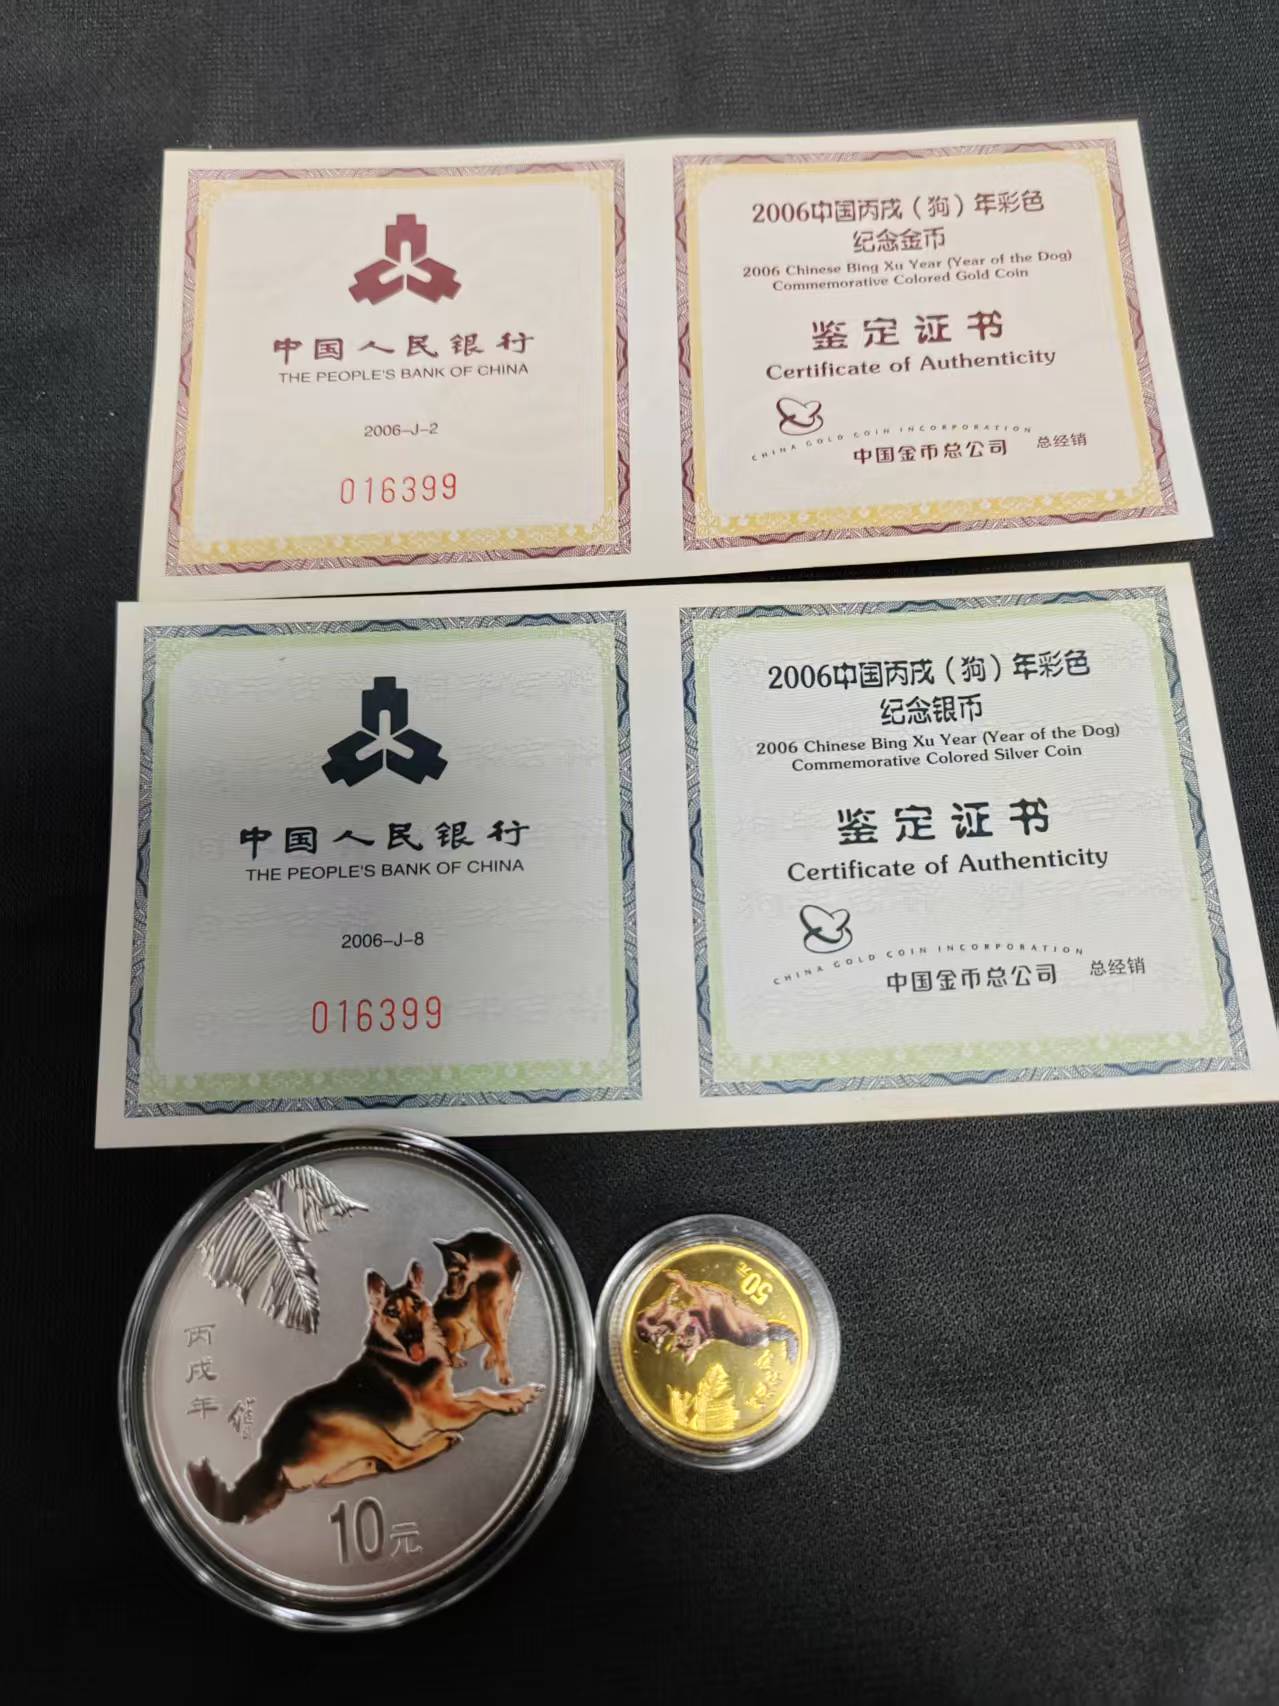 中国人民银行
THE PEOPLE'S BANK OF CHINA
2006-J-2
016399
2006中国丙戌（狗）年彩色
纪念金币
2006 Chinese Bing Xu Year (Year of the Dog)
Commemorative Colored Gold Coin
鉴定证书
Certificate of Authenticity
CHINA GOLD COIN INCORPORATION
中国金币总公司 总经销
中国人民银行
THE PEOPLE'S BANK OF CHINA
2006-J-8
016399
2006中国丙戌（狗）年彩色
纪念银币
2006 Chinese Bing Xu Year (Year of the Dog)
Commemorative Colored Silver Coin
鉴定证书
Certificate of Authenticity
CHINA GOLD COIN INCORPORATION
中国金币总公司 总经销
丙戌年
10元
50元